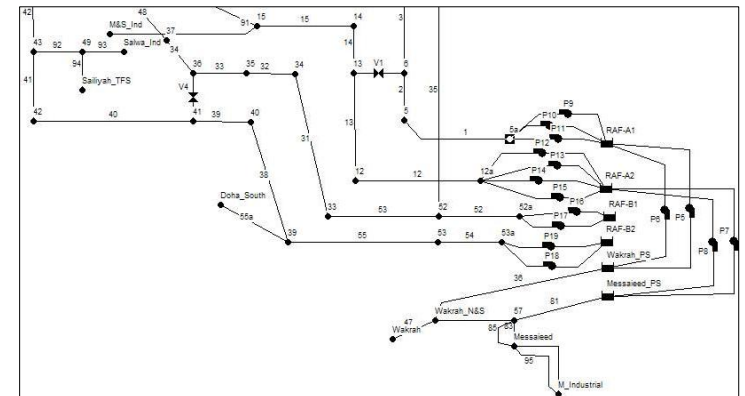 42
48
M&S_Ind
37
91
15
15
14
3
43
92
49
93
Salwa_Ind
34
14
94
36
33
35
32
34
13
V1
6
Sailiyah_TFS
41
V4
2
35
P9
42
40
41
39
40
5
1
5a
P10
P11
RAF-A1
31
13
P12
P13
38
12
12
12a
P14
RAF-A2
P15
Doha_South
P16
RAF-B1
55a
33
53
52
52
52a
P17
P6
P5
39
55
53
54
53a
P19
RAF-B2
P8
P7
P18
Wakrah_PS
36
Messaieed_PS
81
Wakrah_N&S
57
47
Wakrah
85
83
Messaieed
95
M_Industrial